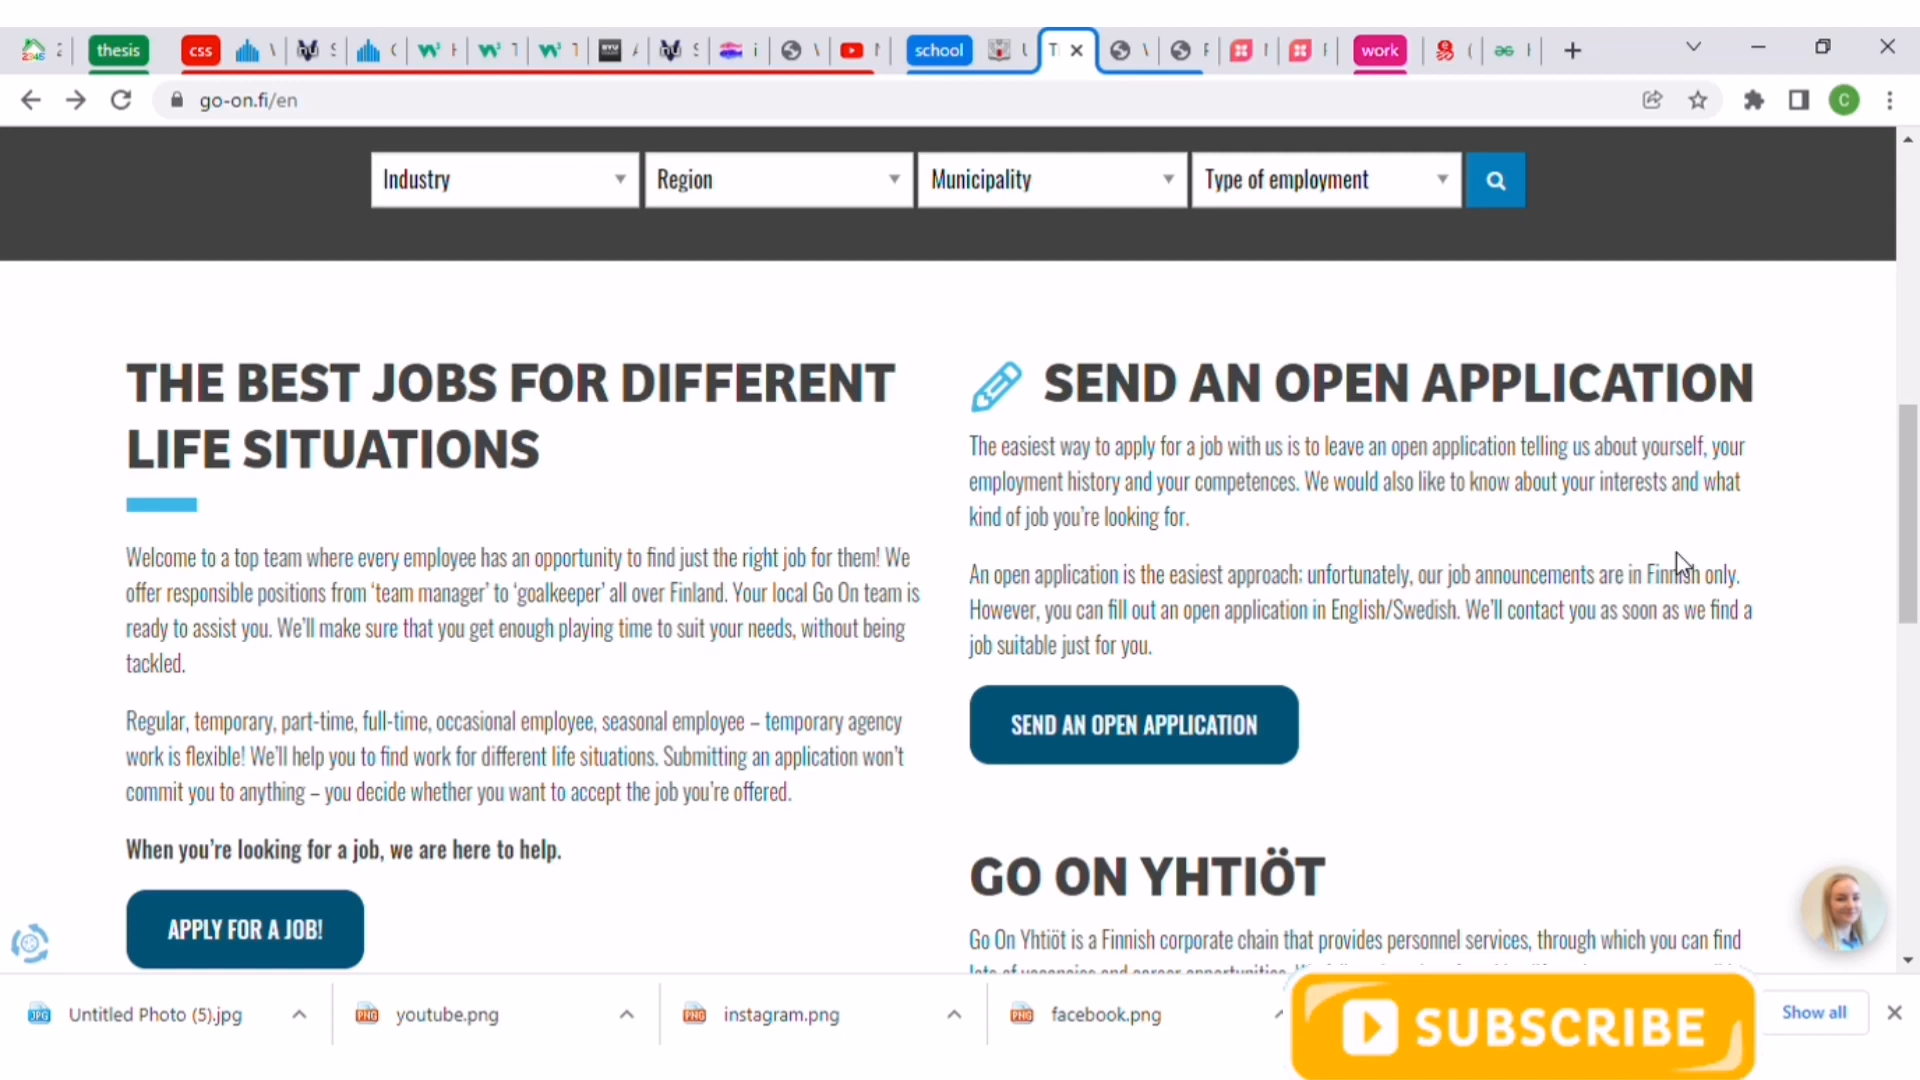 thesis
css
school
work
go-on.fi/en
Industry
Region
Municipality
Type of employment
THE BEST JOBS FOR DIFFERENT
LIFE SITUATIONS
Welcome to a top team where every employee has an opportunity to find just the right job for them! We
offer responsible positions from ‘team manager’ to ‘goalkeeper’ all over Finland. Your local Go On team is
ready to assist you. We’ll make sure that you get enough playing time to suit your needs, without being
tackled.
Regular, temporary, part-time, full-time, occasional employee, seasonal employee – temporary agency
work is flexible! We’ll help you to find work for different life situations. Submitting an application won’t
commit you to anything – you decide whether you want to accept the job you’re offered.
When you’re looking for a job, we are here to help.
APPLY FOR A JOB!
SEND AN OPEN APPLICATION
The easiest way to apply for a job with us is to leave an open application telling us about yourself, your
employment history and your competences. We would also like to know about your interests and what
kind of job you’re looking for.
An open application is the easiest approach; unfortunately, our job announcements are in Finnish only.
However, you can fill out an open application in English/Swedish. We’ll contact you as soon as we find a
job suitable just for you.
SEND AN OPEN APPLICATION
GO ON YHTIÖT
Go On Yhtiöt is a Finnish corporate chain that provides personnel services, through which you can find
Untitled Photo (5).jpg
youtube.png
instagram.png
facebook.png
SUBSCRIBE
Show all